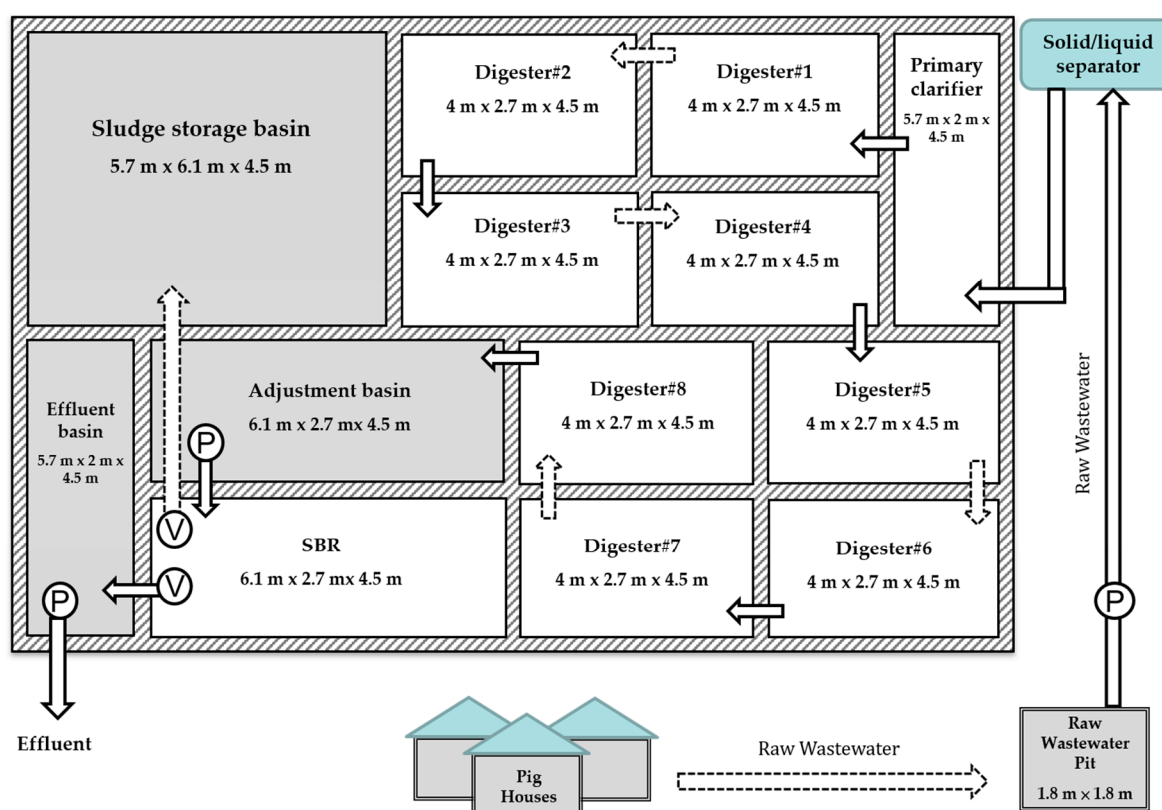 Solid/liquid
separator
Digester#2
4 m x 2.7 m x 4.5 m
Digester#1
4 m x 2.7 m x 4.5 m
Primary
clarifier
5.7 m x 2 m x
4.5 m
Sludge storage basin
5.7 m x 6.1 m x 4.5 m
Digester#3
4 m x 2.7 m x 4.5 m
Digester#4
4 m x 2.7 m x 4.5 m
Effluent
basin
5.7 m x 2 m x
4.5 m
Adjustment basin
6.1 m x 2.7 mx 4.5 m
P
Digester#8
4 m x 2.7 m x 4.5 m
Digester#5
4 m x 2.7 m x 4.5 m
Raw Wastewater
V
SBR
6.1 m x 2.7 mx 4.5 m
V
P
Digester#7
4 m x 2.7 m x 4.5 m
Digester#6
4 m x 2.7 m x 4.5 m
P
Effluent
Pig
Houses
Raw Wastewater
Raw
Wastewater
Pit
1.8 m × 1.8 m